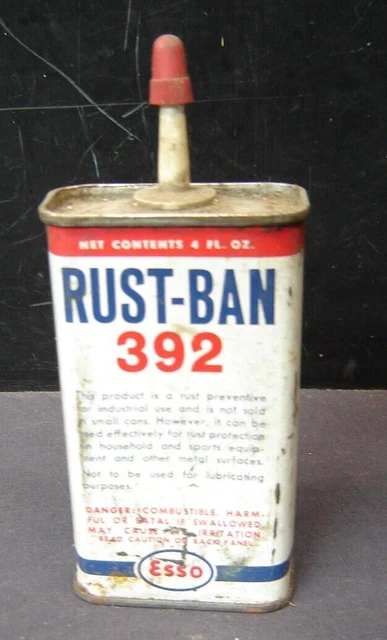 NET CONTENTS 4 FL. OZ.
RUST-BAN
392
This product is a rust preventive
for industrial use and is not sold
in small cans. However, it can be
used effectively for rust protection
in household and sports equip-
ment and other metal surfaces.
Not to be used for lubricating
purposes.
DANGER: COMBUSTIBLE. HARM-
FUL OR FATAL IF SWALLOWED
MAY CAUSE IRRITATION
READ CAUTION ON BACK PANEL
Esso